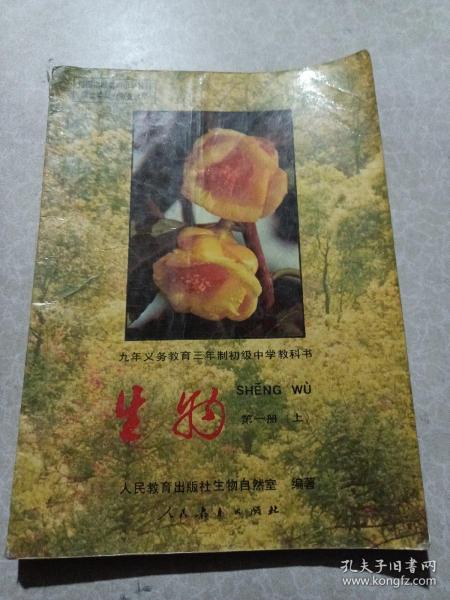 九年义务教育三年制初级中学教科书
生物
SHĒNG WÙ
第一册（上）
人民教育出版社生物自然室 编著
人民教育出版社
孔夫子旧书网
www.kongfz.com